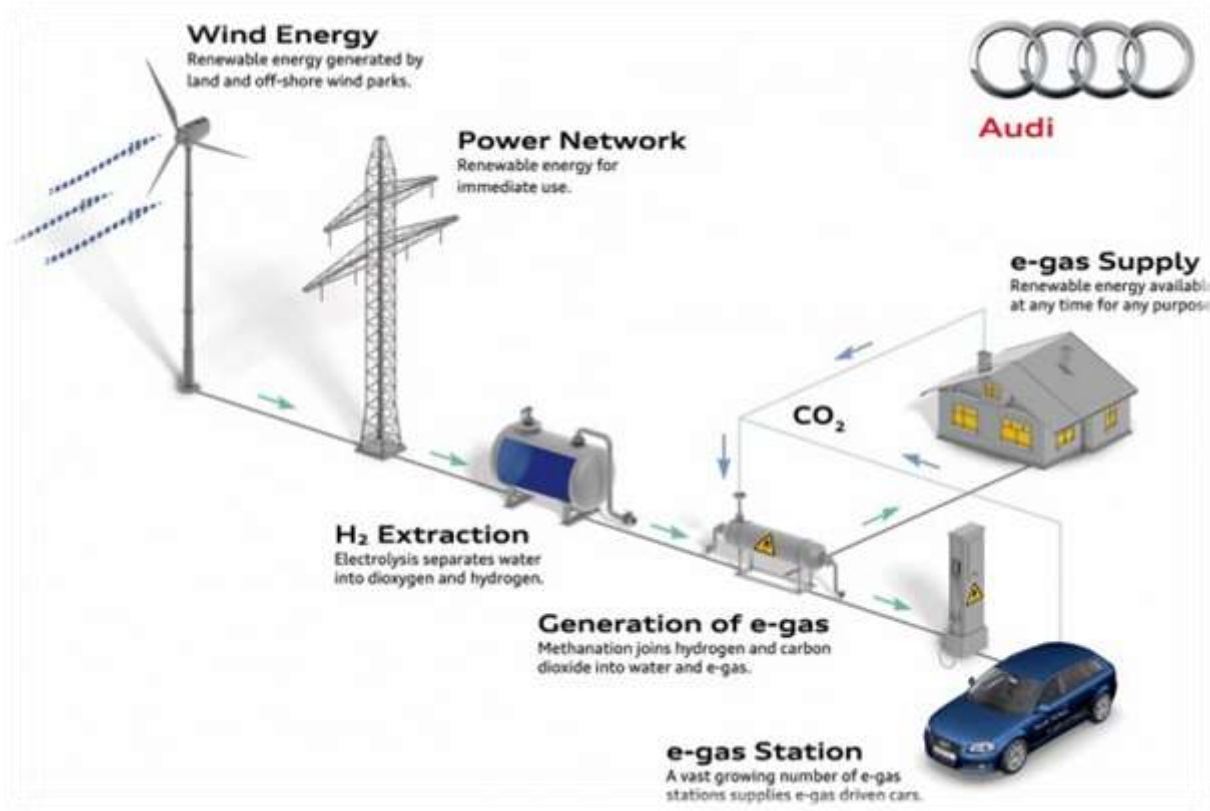 Wind Energy
Renewable energy generated by
land and off-shore wind parks.
Audi
Power Network
Renewable energy for
immediate use.
e-gas Supply
Renewable energy available
at any time for any purpose
CO₂
H₂ Extraction
Electrolysis separates water
into dioxygen and hydrogen.
Generation of e-gas
Methanation joins hydrogen and carbon
dioxide into water and e-gas.
e-gas Station
A vast growing number of e-gas
stations supplies e-gas driven cars.